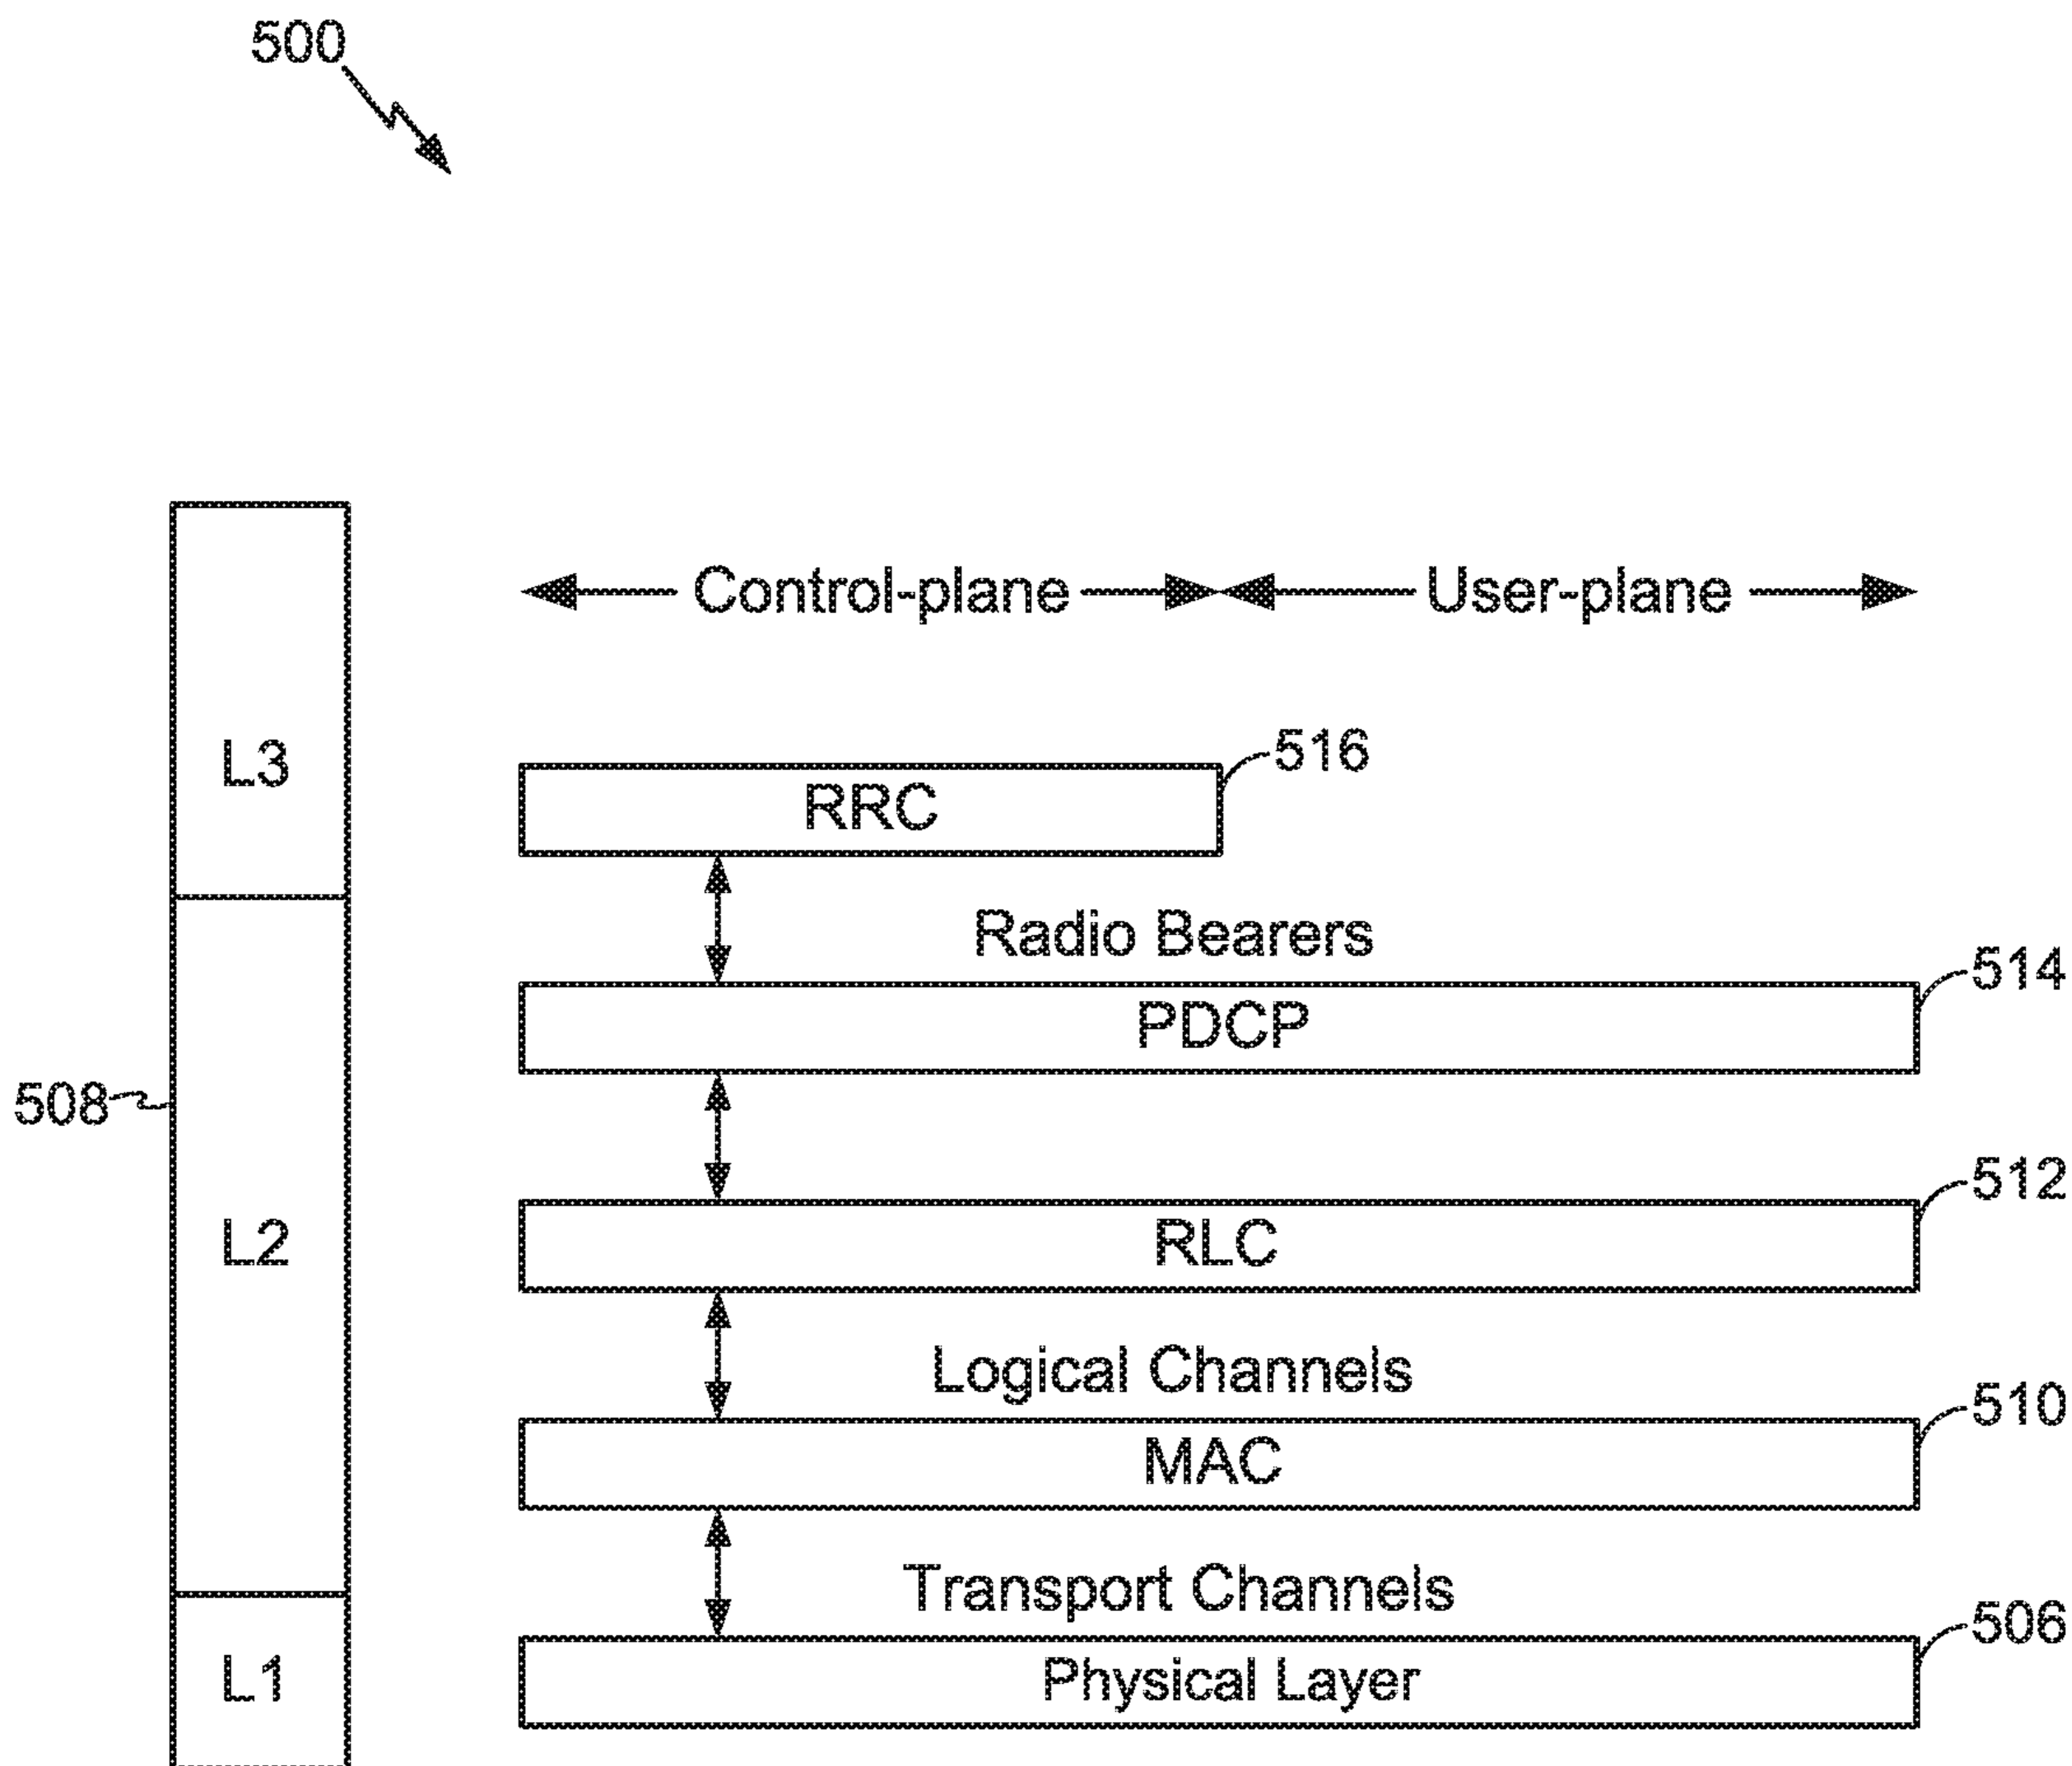 500
Control-plane User-plane
L3
516
RRC
Radio Bearers
514
PDCP
508
512
L2
RLC
Logical Channels
510
MAC
Transport Channels
506
L1
Physical Layer